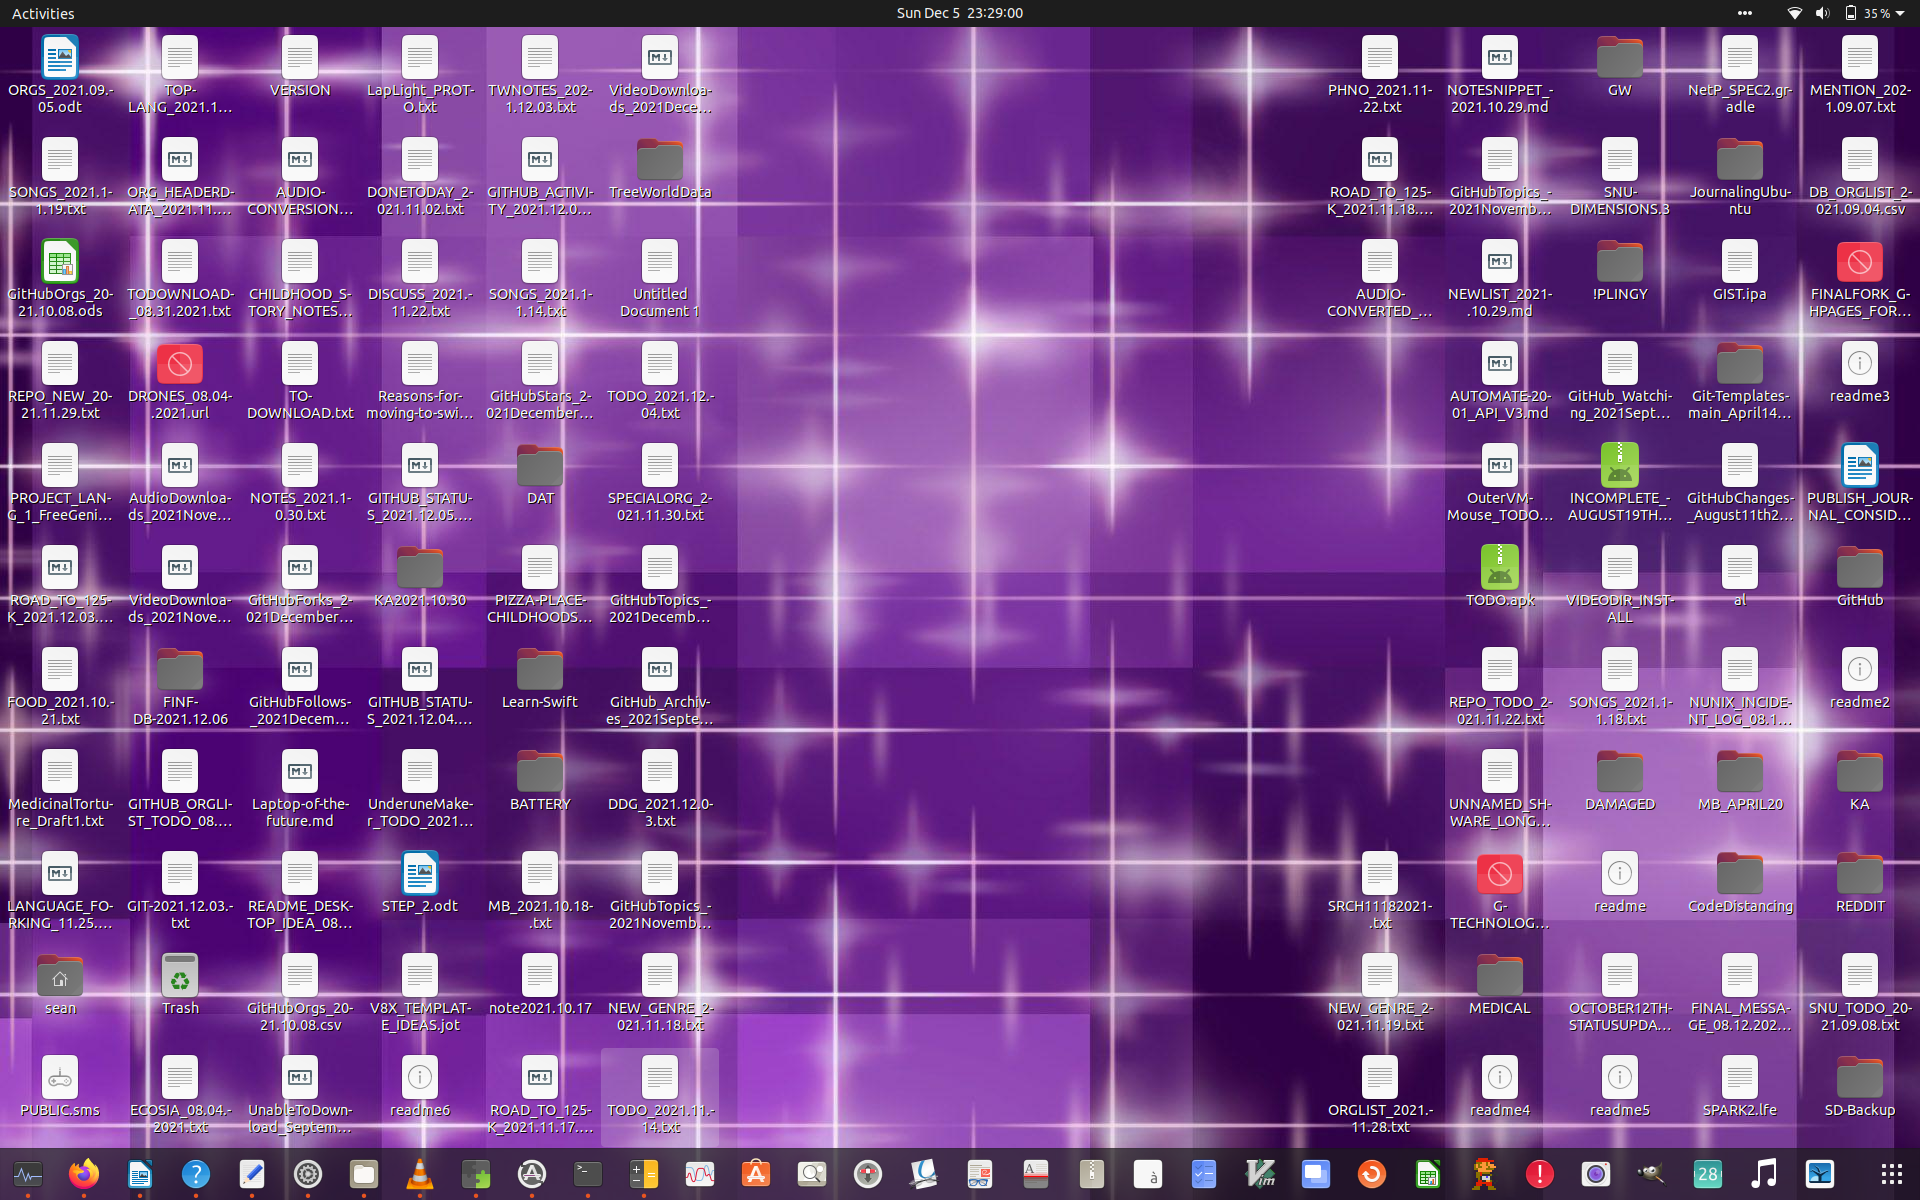 Activities
Sun Dec 5 23:29:00
35 %
ORGS_2021.09.-
05.odt
TOP-
LANG_2021.1...
VERSION
LapLight_PROT-
O.txt
TWNOTES_202-
1.12.03.txt
VideoDownloa-
ds_2021Dece...
PHNO_2021.11-
.22.txt
NOTESNIPPET_-
2021.10.29.md
GW
NetP_SPEC2.gr-
adle
MENTION_202-
1.09.07.txt
SONGS_2021.1-
1.19.txt
ORG_HEADERD-
ATA_2021.11....
AUDIO-
CONVERSION...
DONETODAY_2-
021.11.02.txt
GITHUB_ACTIVI-
TY_2021.12.0...
TreeWorldData
ROAD_TO_125-
K_2021.11.18....
GitHubTopics_-
2021Novemb...
SNU-
DIMENSIONS.3
JournalingUbu-
ntu
DB_ORGLIST_2-
021.09.04.csv
GitHubOrgs_20-
21.10.08.ods
TODOWNLOAD-
_08.31.2021.txt
CHILDHOOD_S-
TORY_NOTES...
DISCUSS_2021.-
11.22.txt
SONGS_2021.1-
1.14.txt
Untitled
Document 1
AUDIO-
CONVERTED_...
NEWLIST_2021-
.10.29.md
!PLINGY
GIST.ipa
FINALFORK_G-
HPAGES_FOR...
REPO_NEW_20-
21.11.29.txt
DRONES_08.04-
.2021.url
TO-
DOWNLOAD.txt
Reasons-for-
moving-to-swi...
GitHubStars_2-
021December...
TODO_2021.12.-
04.txt
AUTOMATE-20-
01_API_V3.md
GitHub_Watchi-
ng_2021Sept...
Git-Templates-
main_April14...
readme3
PROJECT_LAN-
G_1_FreeGeni...
AudioDownloa-
ds_2021Nove...
NOTES_2021.1-
0.30.txt
GITHUB_STATU-
S_2021.12.05....
DAT
SPECIALORG_2-
021.11.30.txt
OuterVM-
Mouse_TODO...
INCOMPLETE_-
AUGUST19TH...
GitHubChanges-
_August11th2...
PUBLISH_JOUR-
NAL_CONSID...
ROAD_TO_125-
K_2021.12.03....
VideoDownloa-
ds_2021Nove...
GitHubForks_2-
021December...
KA2021.10.30
PIZZA-PLACE-
CHILDHOODS...
GitHubTopics_-
2021Decemb...
TODO.apk
VIDEODIR_INST-
ALL
al
GitHub
FOOD_2021.10.-
21.txt
FINF-
DB-2021.12.06
GitHubFollows-
_2021Decem...
GITHUB_STATU-
S_2021.12.04....
Learn-Swift
GitHub_Archiv-
es_2021Septe...
REPO_TODO_2-
021.11.22.txt
SONGS_2021.1-
1.18.txt
NUNIX_INCIDE-
NT_LOG_08.1...
readme2
MedicinalTortu-
re_Draft1.txt
GITHUB_ORGLI-
ST_TODO_08....
Laptop-of-the-
future.md
UnderuneMake-
r_TODO_2021...
BATTERY
DDG_2021.12.0-
3.txt
UNNAMED_SH-
WARE_LONG...
DAMAGED
MB_APRIL20
KA
LANGUAGE_FO-
RKING_11.25....
GIT-2021.12.03.-
txt
README_DESK-
TOP_IDEA_08...
STEP_2.odt
MB_2021.10.18-
.txt
GitHubTopics_-
2021Novemb...
SRCH11182021-
.txt
G-
TECHNOLOG...
readme
CodeDistancing
REDDIT
sean
Trash
GitHubOrgs_20-
21.10.08.csv
V8X_TEMPLAT-
E_IDEAS.jot
note2021.10.17
NEW_GENRE_2-
021.11.18.txt
NEW_GENRE_2-
021.11.19.txt
MEDICAL
OCTOBER12TH-
STATUSUPDA...
FINAL_MESSA-
GE_08.12.202...
SNU_TODO_20-
21.09.08.txt
PUBLIC.sms
ECOSIA_08.04.-
2021.txt
UnableToDown-
load_Septem...
readme6
ROAD_TO_125-
K_2021.11.17....
TODO_2021.11.-
14.txt
ORGLIST_2021.-
11.28.txt
readme4
readme5
SPARK2.lfe
SD-Backup
28